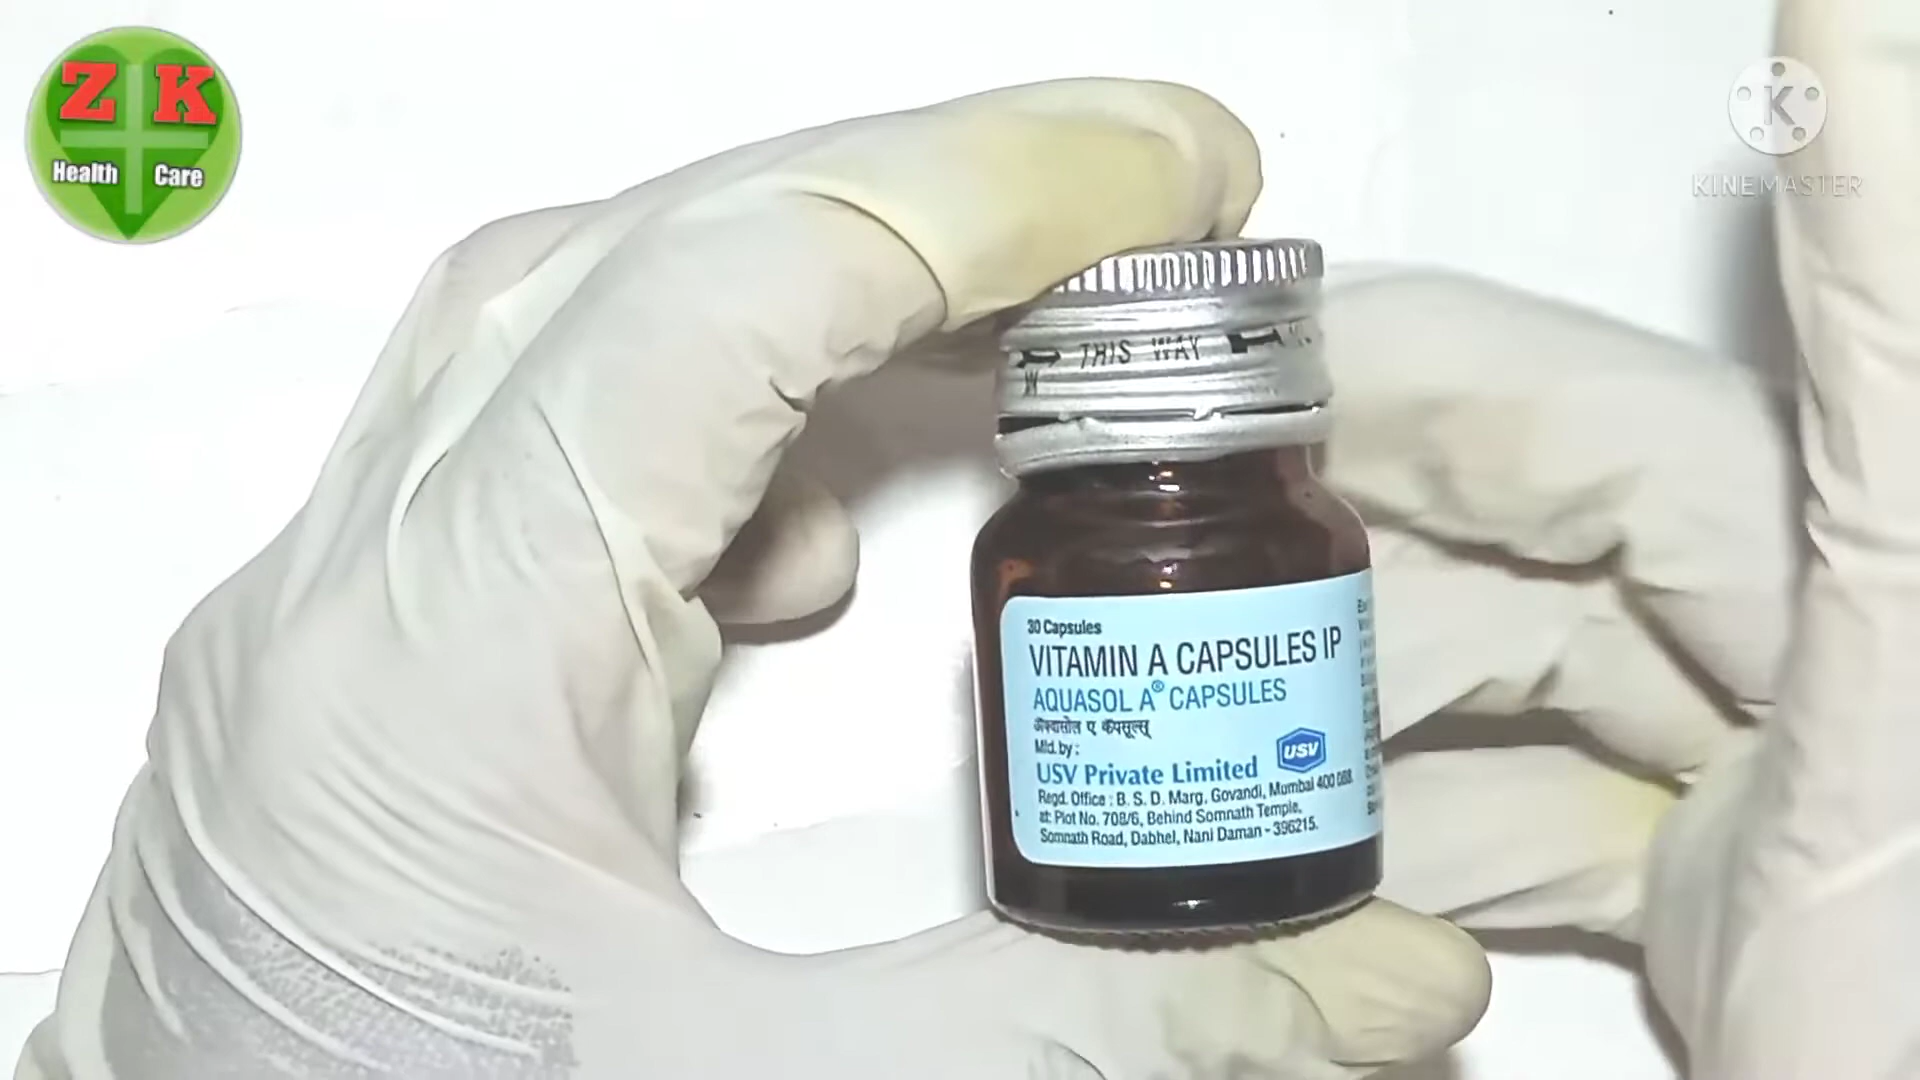 Z K
Health Care
K
KINEMASTER
THIS WAY
30 Capsules
VITAMIN A CAPSULES IP
AQUASOL A® CAPSULES
अ‍ॅक्वासोल ए कॅपसूल्स्
Mfd. by :
USV Private Limited
USV
Regd. Office : B. S. D. Marg, Govandi, Mumbai 400 088.
at: Plot No. 708/6, Behind Somnath Temple,
Somnath Road, Dabhel, Nani Daman - 396215.